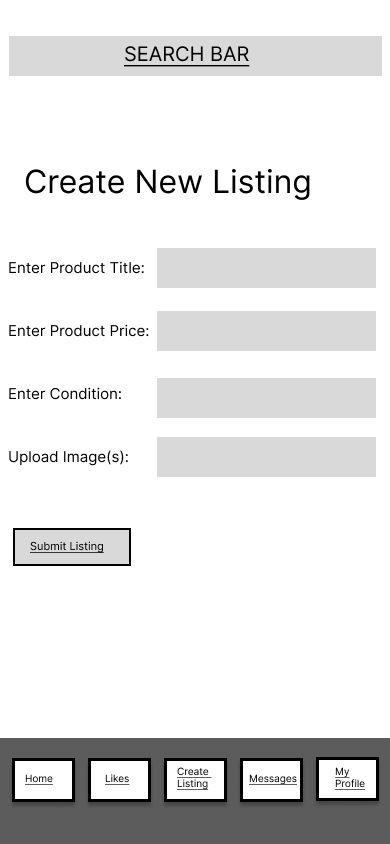 SEARCH BAR
Create New Listing
Enter Product Title:
Enter Product Price:
Enter Condition:
Upload Image(s):
Submit Listing
Home
Likes
Create
Listing
Messages
My
Profile